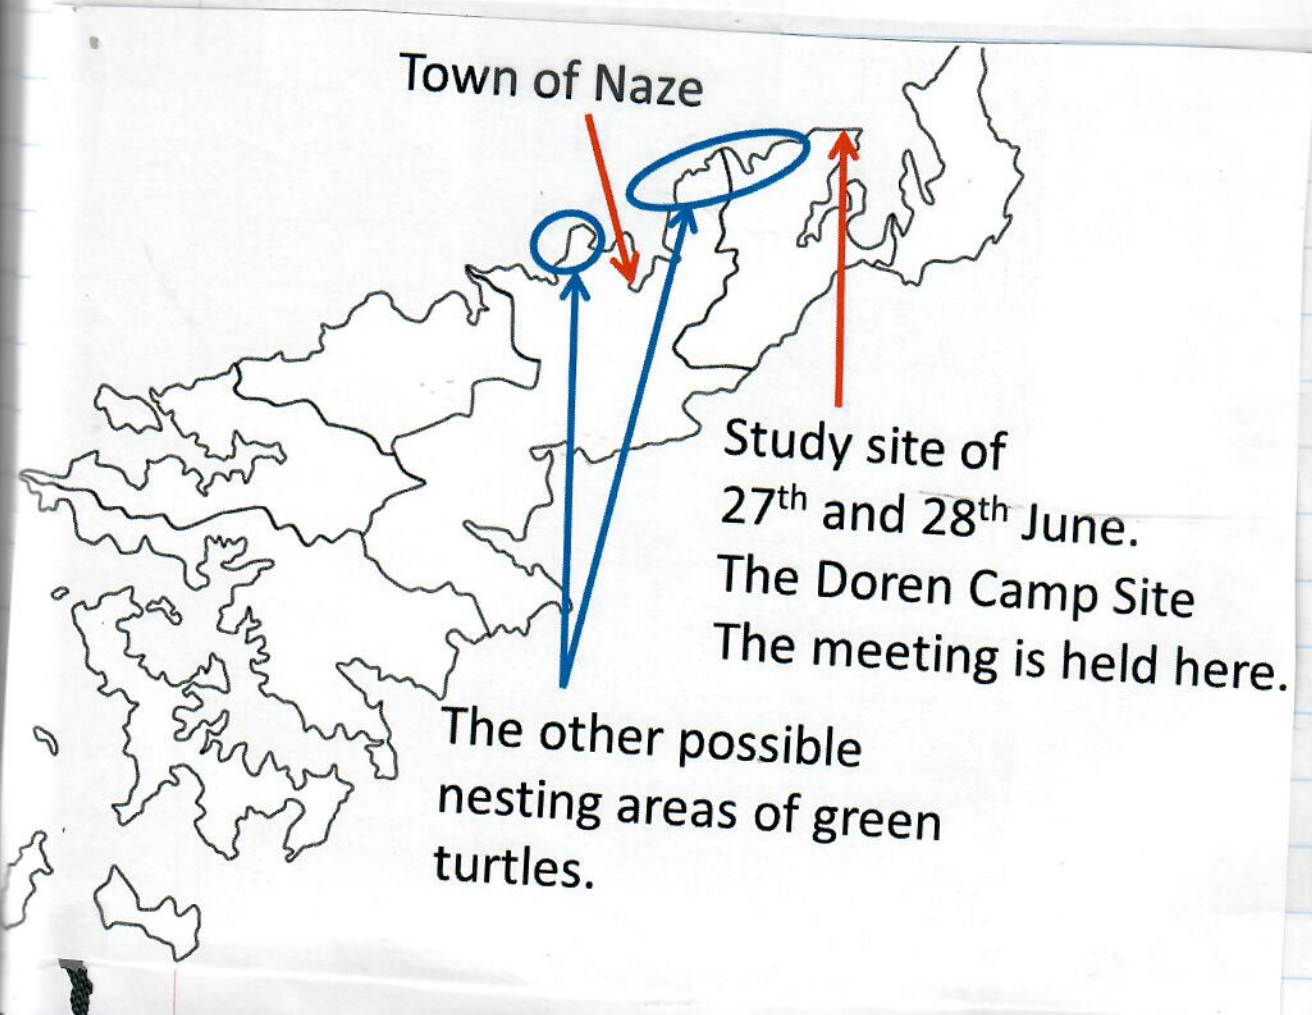 Town of Naze
Study site of
27th and 28th June.
The Doren Camp Site
The meeting is held here.
The other possible
nesting areas of green
turtles.